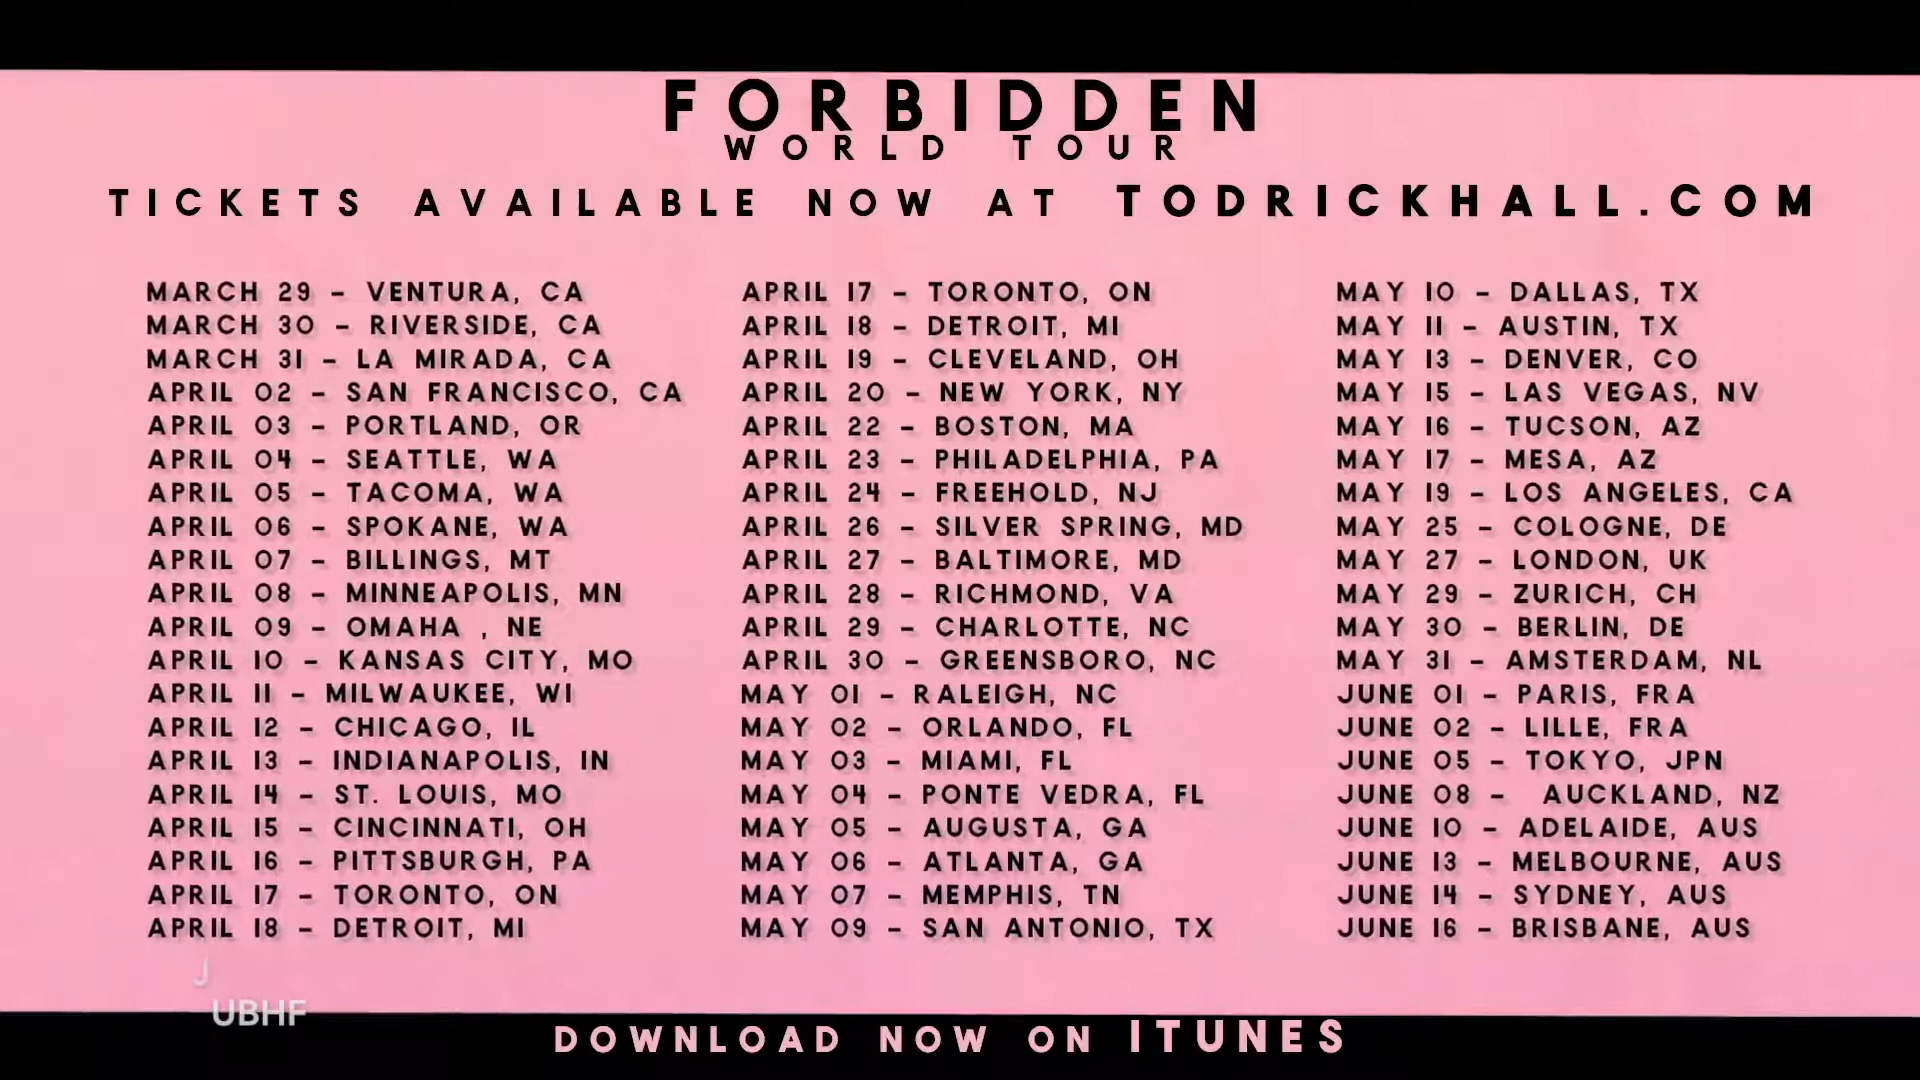 FORBIDDEN
WORLD TOUR
TICKETS AVAILABLE NOW AT TODRICKHALL.COM
MARCH 29 - VENTURA, CA
MARCH 30 - RIVERSIDE, CA
MARCH 31 - LA MIRADA, CA
APRIL 02 - SAN FRANCISCO, CA
APRIL 03 - PORTLAND, OR
APRIL 04 - SEATTLE, WA
APRIL 05 - TACOMA, WA
APRIL 06 - SPOKANE, WA
APRIL 07 - BILLINGS, MT
APRIL 08 - MINNEAPOLIS, MN
APRIL 09 - OMAHA , NE
APRIL 10 - KANSAS CITY, MO
APRIL 11 - MILWAUKEE, WI
APRIL 12 - CHICAGO, IL
APRIL 13 - INDIANAPOLIS, IN
APRIL 14 - ST. LOUIS, MO
APRIL 15 - CINCINNATI, OH
APRIL 16 - PITTSBURGH, PA
APRIL 17 - TORONTO, ON
APRIL 18 - DETROIT, MI
APRIL 17 - TORONTO, ON
APRIL 18 - DETROIT, MI
APRIL 19 - CLEVELAND, OH
APRIL 20 - NEW YORK, NY
APRIL 22 - BOSTON, MA
APRIL 23 - PHILADELPHIA, PA
APRIL 24 - FREEHOLD, NJ
APRIL 26 - SILVER SPRING, MD
APRIL 27 - BALTIMORE, MD
APRIL 28 - RICHMOND, VA
APRIL 29 - CHARLOTTE, NC
APRIL 30 - GREENSBORO, NC
MAY 01 - RALEIGH, NC
MAY 02 - ORLANDO, FL
MAY 03 - MIAMI, FL
MAY 04 - PONTE VEDRA, FL
MAY 05 - AUGUSTA, GA
MAY 06 - ATLANTA, GA
MAY 07 - MEMPHIS, TN
MAY 09 - SAN ANTONIO, TX
MAY 10 - DALLAS, TX
MAY 11 - AUSTIN, TX
MAY 13 - DENVER, CO
MAY 15 - LAS VEGAS, NV
MAY 16 - TUCSON, AZ
MAY 17 - MESA, AZ
MAY 19 - LOS ANGELES, CA
MAY 25 - COLOGNE, DE
MAY 27 - LONDON, UK
MAY 29 - ZURICH, CH
MAY 30 - BERLIN, DE
MAY 31 - AMSTERDAM, NL
JUNE 01 - PARIS, FRA
JUNE 02 - LILLE, FRA
JUNE 05 - TOKYO, JPN
JUNE 08 - AUCKLAND, NZ
JUNE 10 - ADELAIDE, AUS
JUNE 13 - MELBOURNE, AUS
JUNE 14 - SYDNEY, AUS
JUNE 16 - BRISBANE, AUS
J
UBHF
DOWNLOAD NOW ON ITUNES